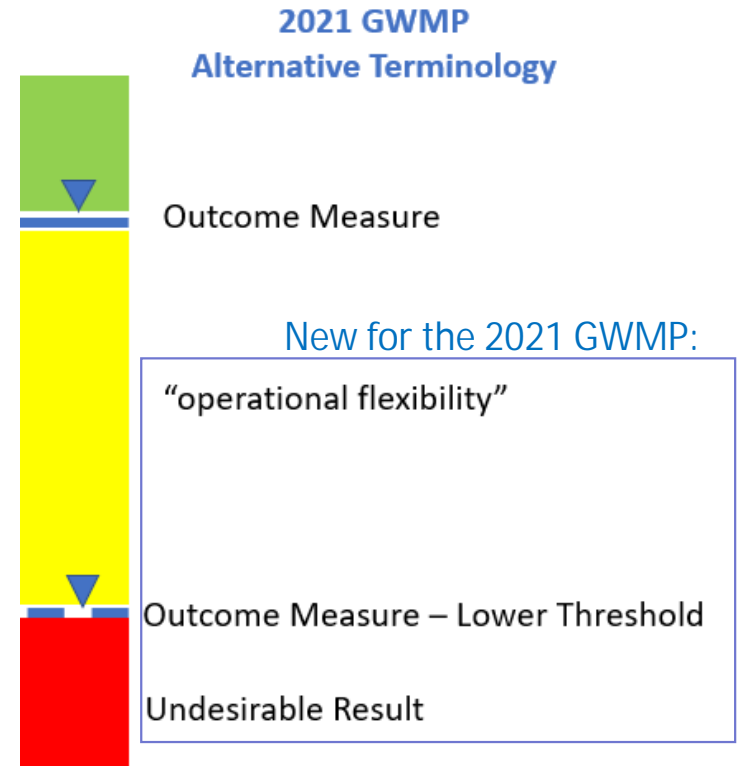 2021 GWMP
Alternative Terminology
Outcome Measure
New for the 2021 GWMP:
“operational flexibility”
Outcome Measure – Lower Threshold
Undesirable Result